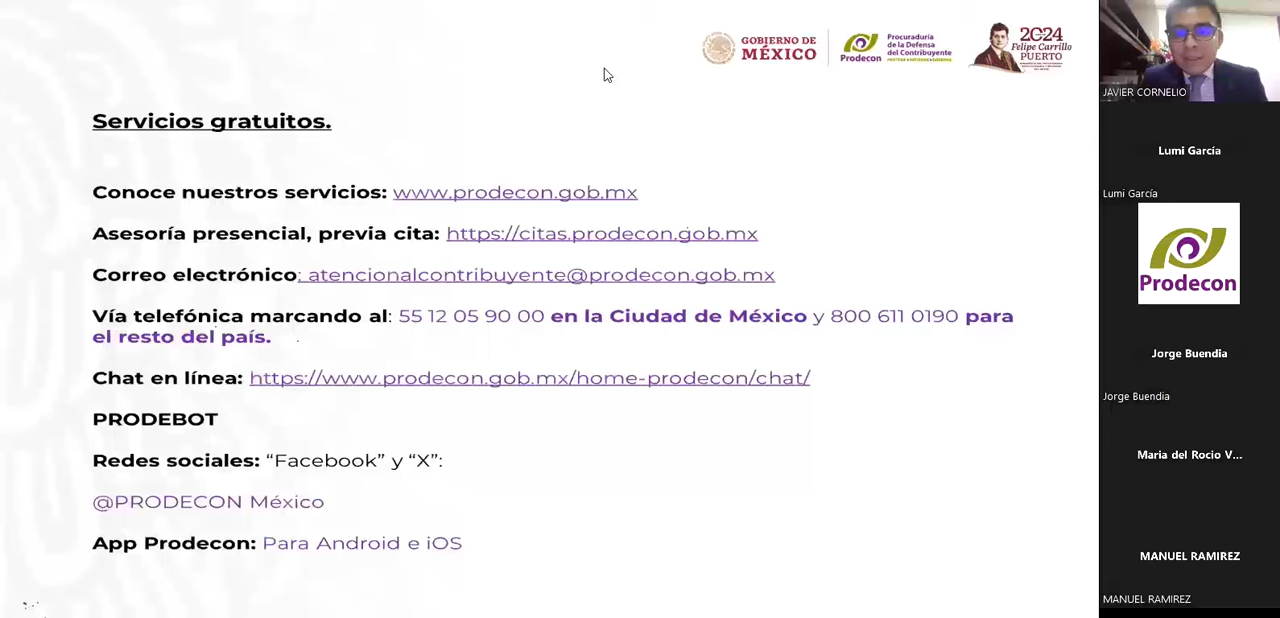 GOBIERNO DE
MÉXICO
Prodecon
Procuraduría
de la Defensa
del Contribuyente
2024
Felipe Carrillo
PUERTO
Servicios gratuitos.
Conoce nuestros servicios: www.prodecon.gob.mx
Asesoría presencial, previa cita: https://citas.prodecon.gob.mx
Correo electrónico: atencionalcontribuyente@prodecon.gob.mx
Vía telefónica marcando al: 55 12 05 90 00 en la Ciudad de México y 800 611 0190 para
el resto del país.
Chat en línea: https://www.prodecon.gob.mx/home-prodecon/chat/
PRODEBOT
Redes sociales: “Facebook” y “X”:
@PRODECON México
App Prodecon: Para Android e iOS
JAVIER CORNELIO
Lumi García
Lumi García
Prodecon
Jorge Buendia
Jorge Buendia
Maria del Rocio V...
MANUEL RAMIREZ
MANUEL RAMIREZ